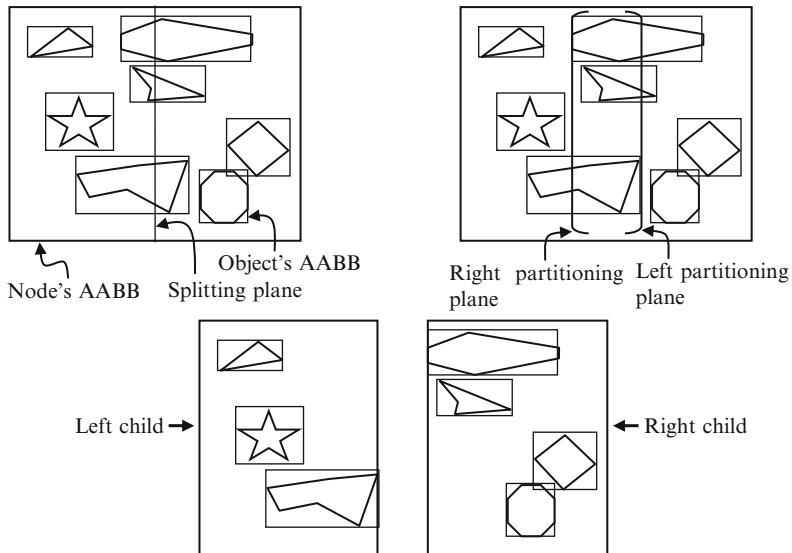 Node's AABB
Splitting plane
Object's AABB
Right partitioning
plane
Left partitioning
plane
Left child
Right child